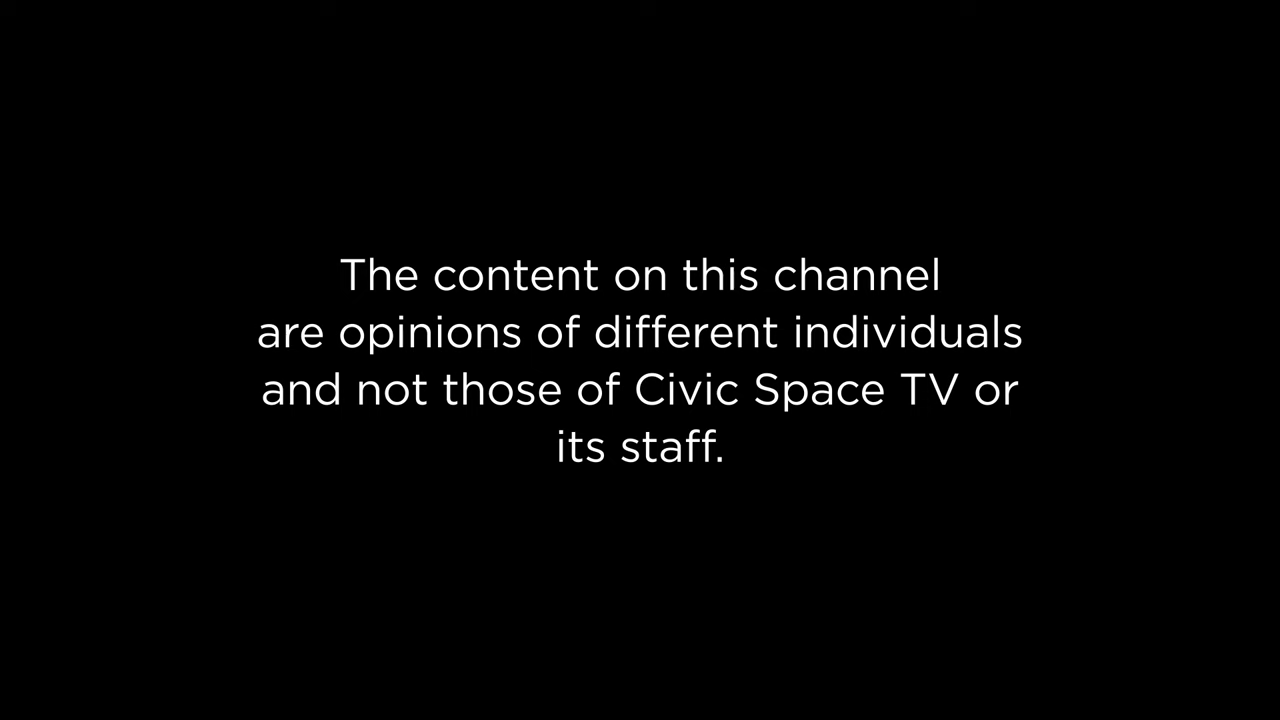 The content on this channel
are opinions of different individuals
and not those of Civic Space TV or
its staff.